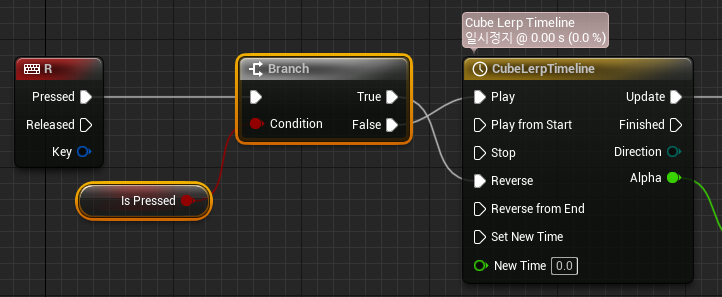 Cube Lerp Timeline
일시정지 @ 0.00 s (0.0 %)
R
Pressed
Released
Key
Branch
True
Condition
False
Is Pressed
CubeLerpTimeline
Play
Update
Play from Start
Finished
Stop
Direction
Reverse
Alpha
Reverse from End
Set New Time
New Time 0.0